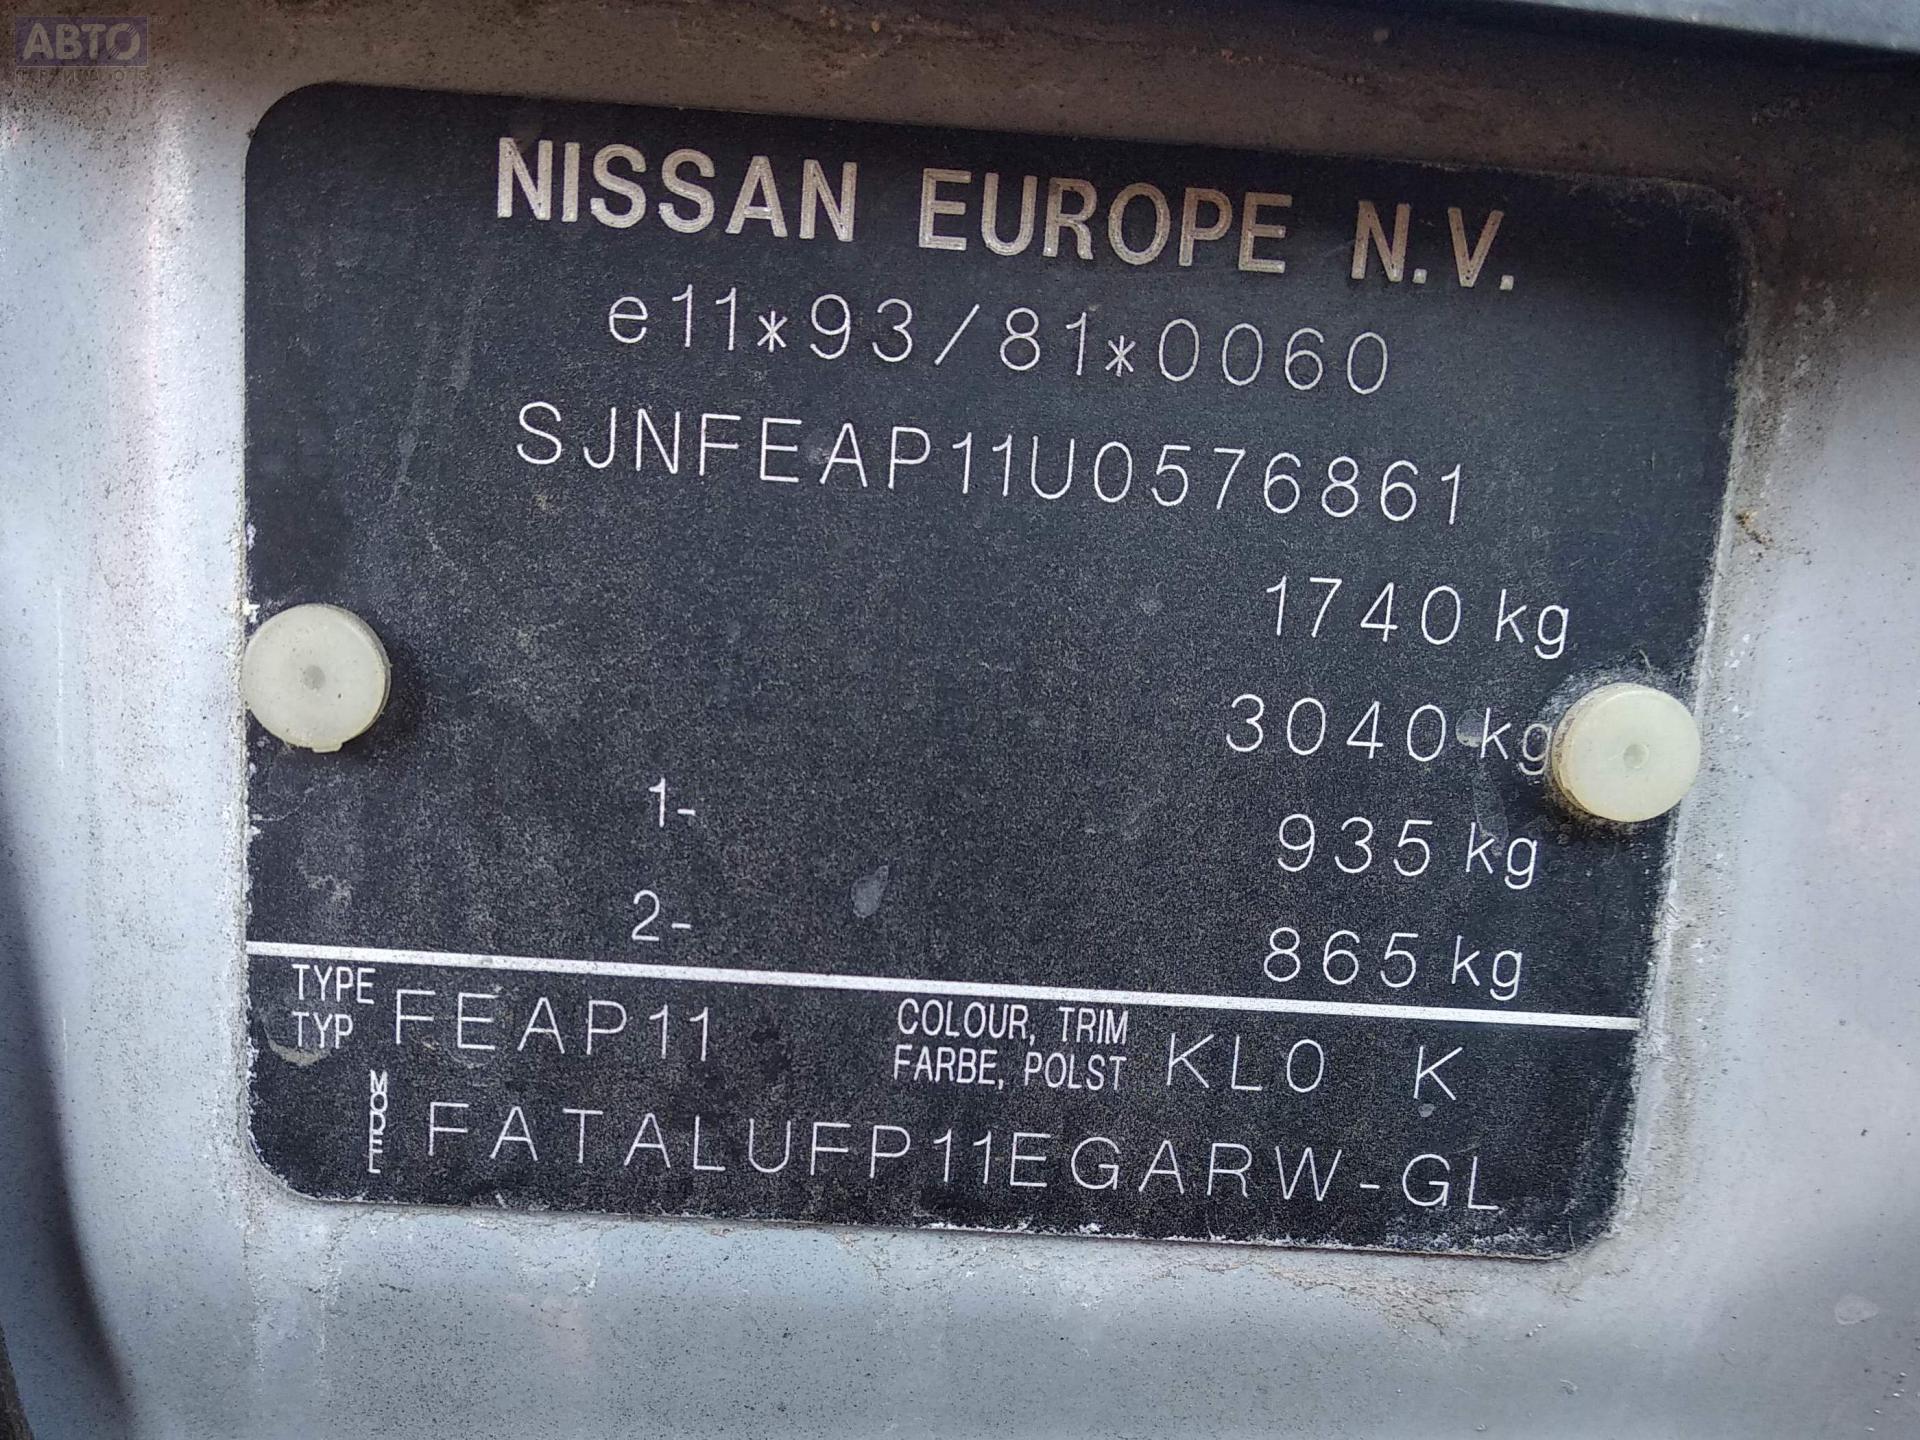 АВТО
ПРИВОЗ
NISSAN EUROPE N.V.
e11*93/81*0060
SJNFEAP11U0576861
1740 kg
3040 kg
1- 935 kg
2- 865 kg
TYPE
TYP FEAP11
COLOUR, TRIM
FARBE, POLST KL0 K
MODEL FATALUFP11EGARW-GL